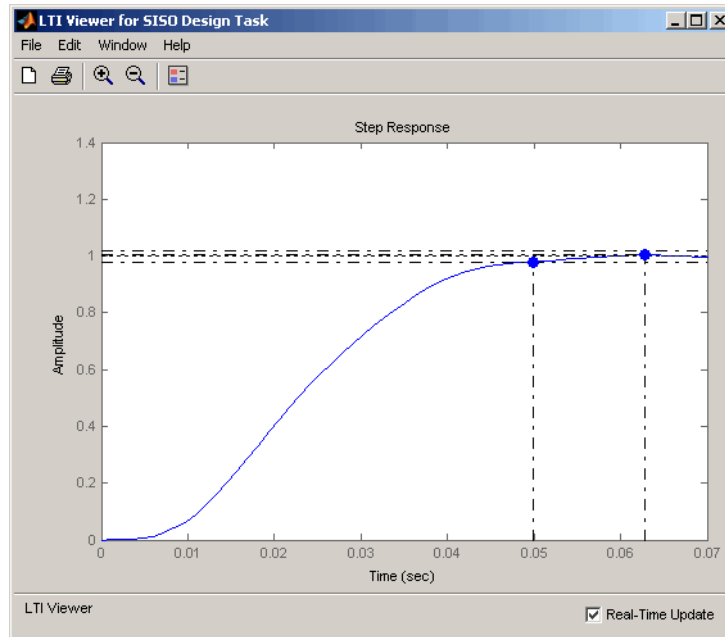 LTI Viewer for SISO Design Task
File Edit Window Help
Step Response
1.4
1.2
1
0.8
0.6
0.4
0.2
0
Amplitude
0 0.01 0.02 0.03 0.04 0.05 0.06 0.07
Time (sec)
LTI Viewer
Real-Time Update